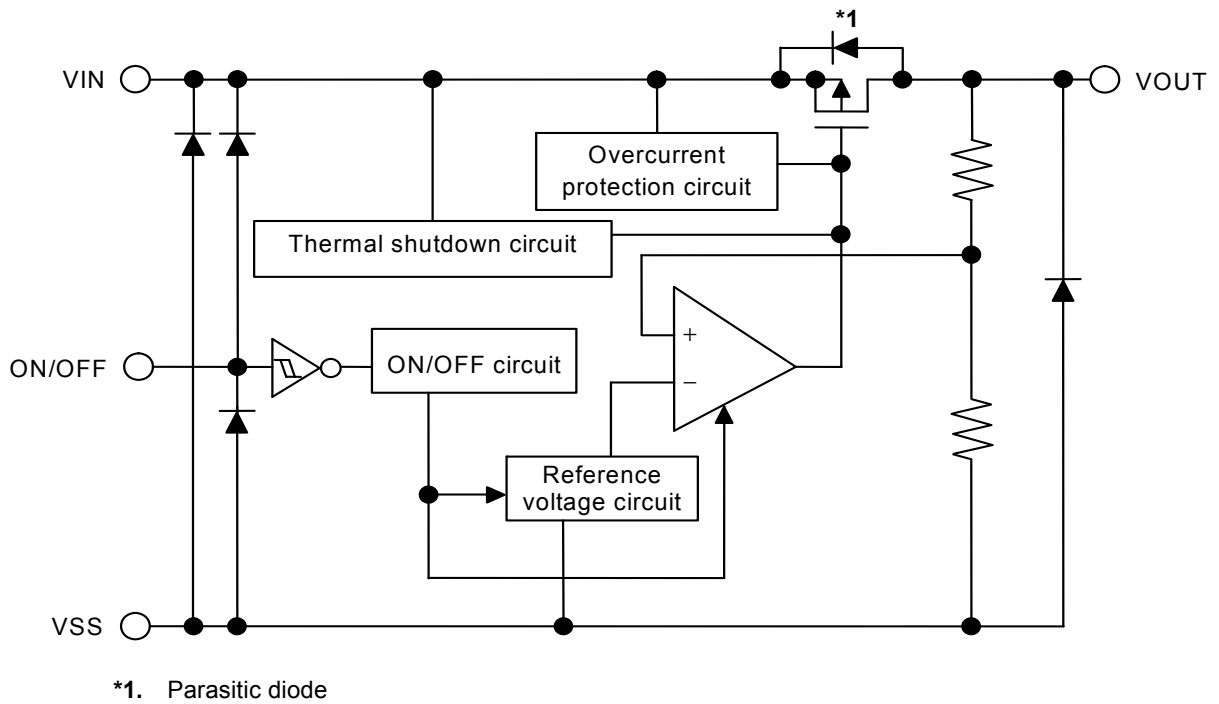 *1
VIN
VOUT
Overcurrent
protection circuit
Thermal shutdown circuit
+
−
ON/OFF
ON/OFF circuit
Reference
voltage circuit
VSS
*1. Parasitic diode